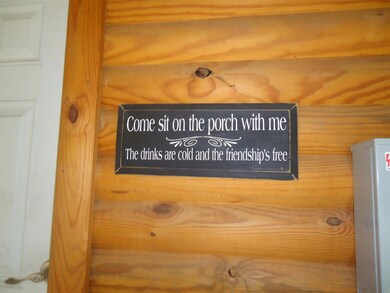 Come sit on the porch with me
The drinks are cold and the friendship's free